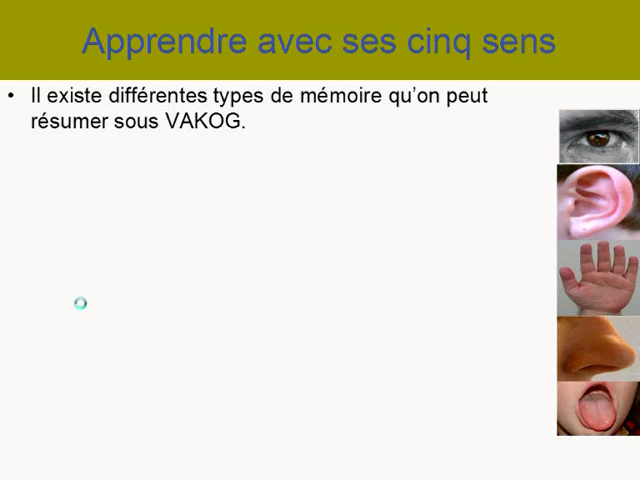 Apprendre avec ses cinq sens
• Il existe différentes types de mémoire qu'on peut
résumer sous VAKOG.